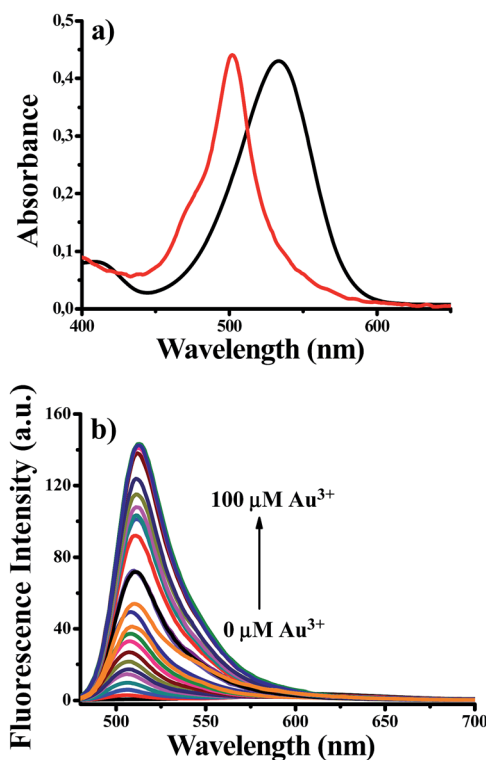 a)
0,5
0,4
0,3
0,2
0,1
0,0
Absorbance
400
500
600
Wavelength (nm)
b)
160
120
80
40
0
Fluorescence Intensity (a.u.)
100 μM Au³⁺
0 μM Au³⁺
500
550
600
650
700
Wavelength (nm)